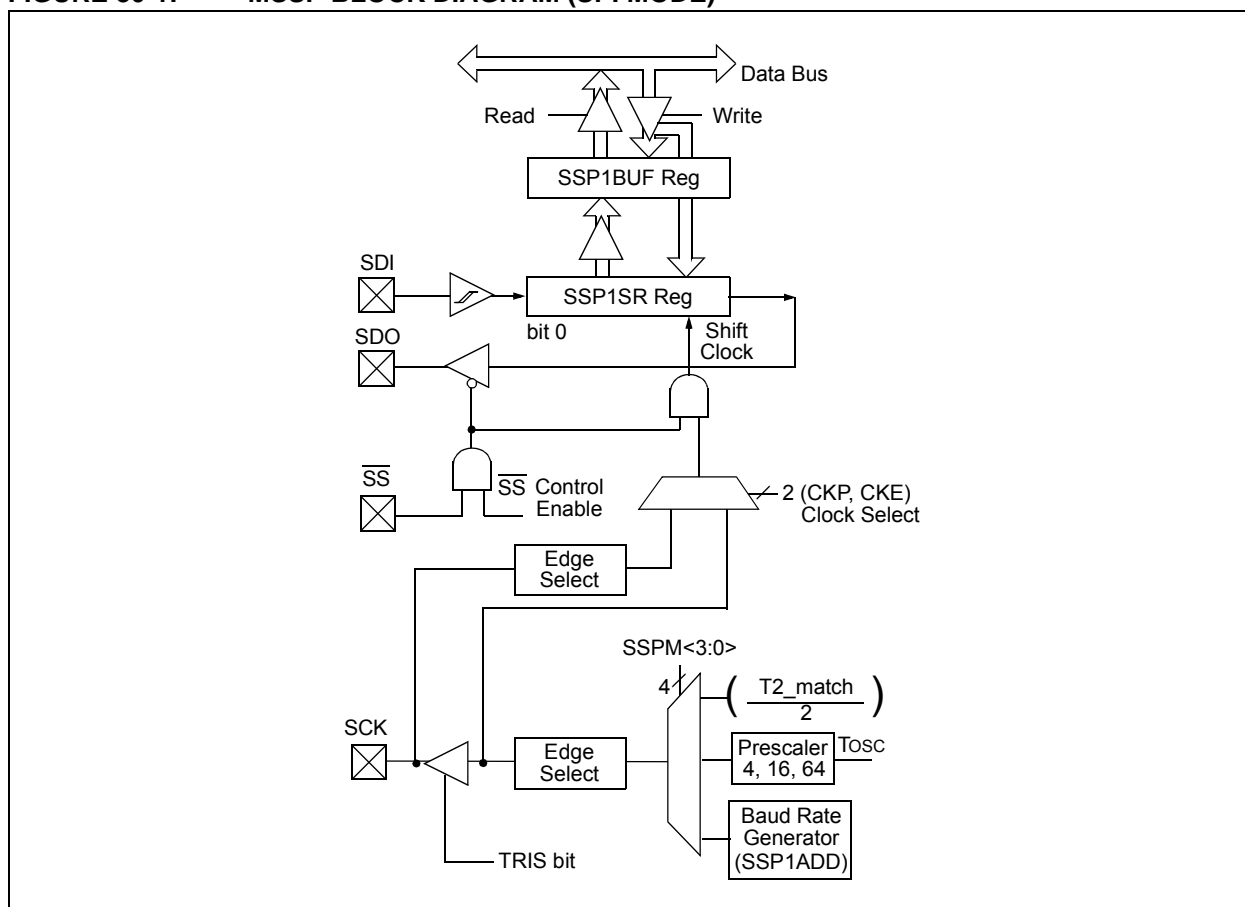 Data Bus
Read
Write
SSP1BUF Reg
SDI
SSP1SR Reg
bit 0
Shift
Clock
SDO
SS
SS Control
Enable
2 (CKP, CKE)
Clock Select
Edge
Select
SSPM<3:0>
4
( T2_match
2 )
SCK
Edge
Select
Prescaler
4, 16, 64
TOSC
Baud Rate
Generator
(SSP1ADD)
TRIS bit